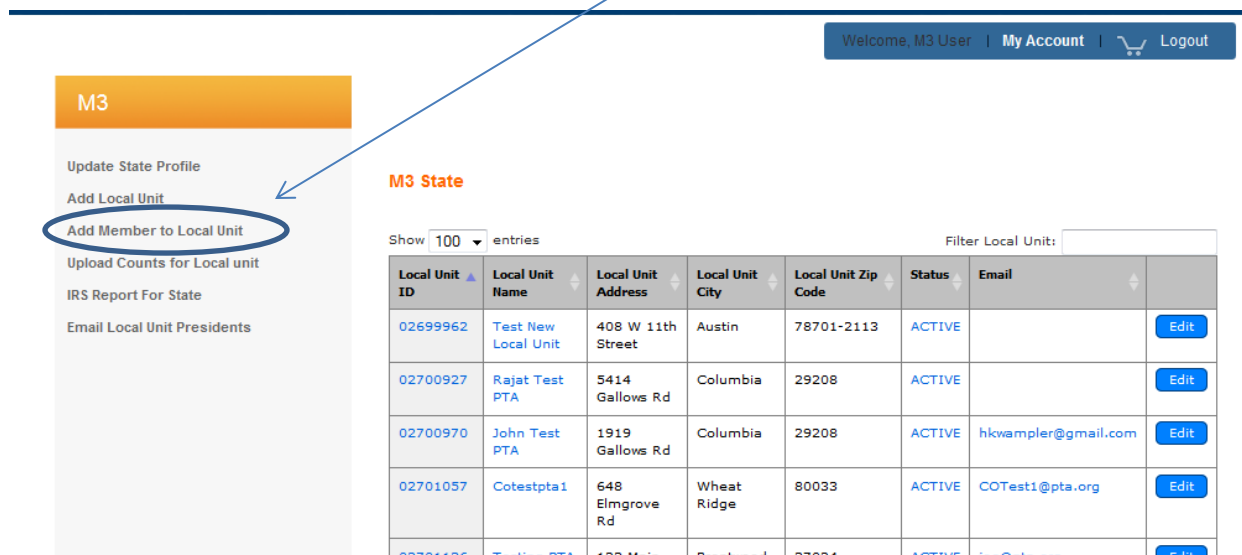 Welcome, M3 User | My Account | Logout
M3
Update State Profile
Add Local Unit
Add Member to Local Unit
Upload Counts for Local unit
IRS Report For State
Email Local Unit Presidents
M3 State
Show 100 entries Filter Local Unit:
Local Unit ID Local Unit Name Local Unit Address Local Unit City Local Unit Zip Code Status Email
02699962 Test New Local Unit 408 W 11th Street Austin 78701-2113 ACTIVE Edit
02700927 Rajat Test PTA 5414 Gallows Rd Columbia 29208 ACTIVE Edit
02700970 John Test PTA 1919 Gallows Rd Columbia 29208 ACTIVE hkwampler@gmail.com Edit
02701057 Cotestpta1 648 Elmgrove Rd Wheat Ridge 80033 ACTIVE COTest1@pta.org Edit